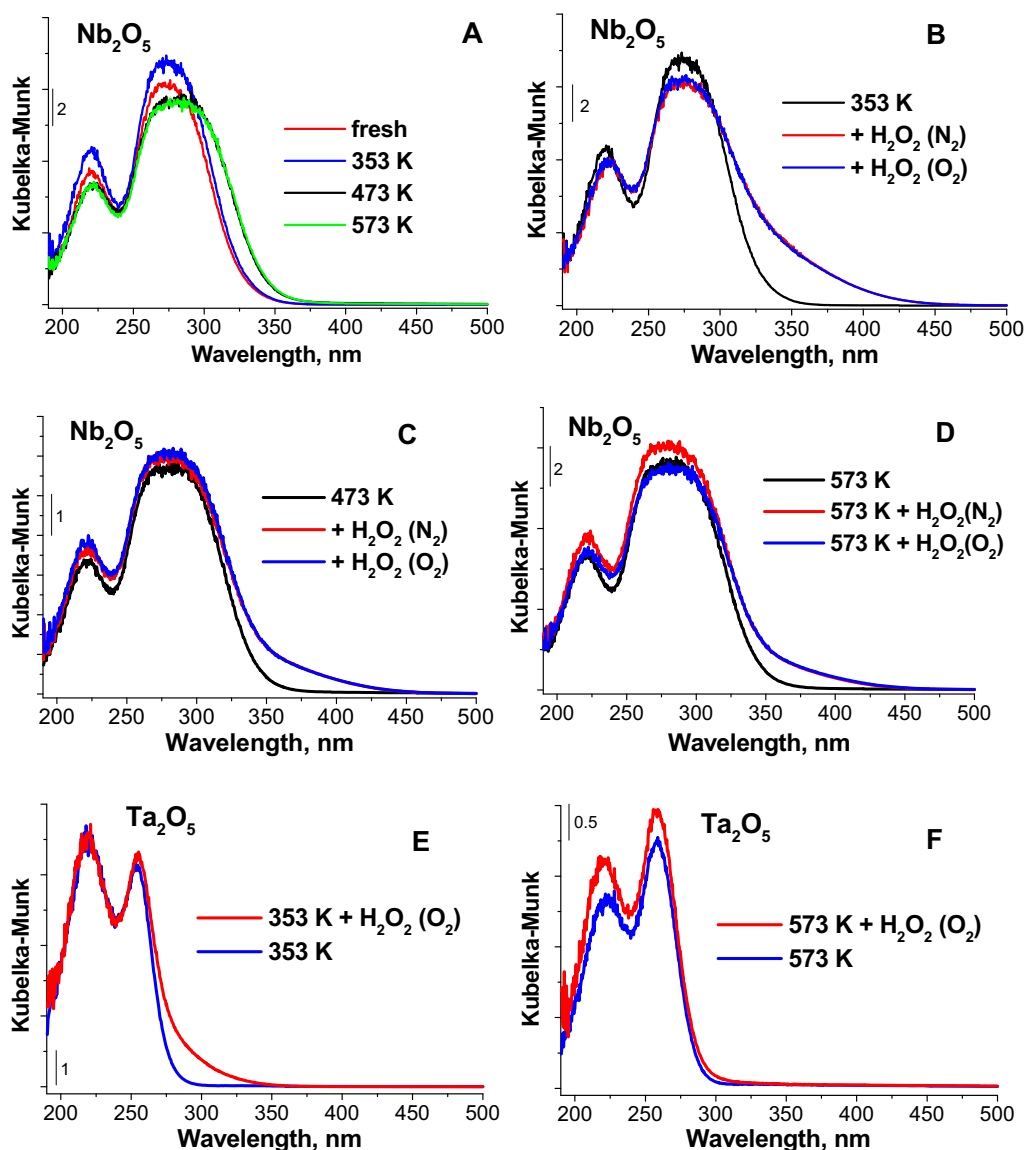 Nb₂O₅
A
Kubelka-Munk
2
fresh
353 K
473 K
573 K
200 250 300 350 400 450 500
Wavelength, nm
Nb₂O₅
B
Kubelka-Munk
2
353 K
+ H₂O₂ (N₂)
+ H₂O₂ (O₂)
200 250 300 350 400 450 500
Wavelength, nm
Nb₂O₅
C
Kubelka-Munk
1
473 K
+ H₂O₂ (N₂)
+ H₂O₂ (O₂)
200 250 300 350 400 450 500
Wavelength, nm
Nb₂O₅
D
Kubelka-Munk
2
573 K
573 K + H₂O₂(N₂)
573 K + H₂O₂(O₂)
200 250 300 350 400 450 500
Wavelength, nm
Ta₂O₅
E
Kubelka-Munk
353 K + H₂O₂ (O₂)
353 K
1
200 250 300 350 400 450 500
Wavelength, nm
0.5
Ta₂O₅
F
Kubelka-Munk
573 K + H₂O₂ (O₂)
573 K
200 250 300 350 400 450 500
Wavelength, nm